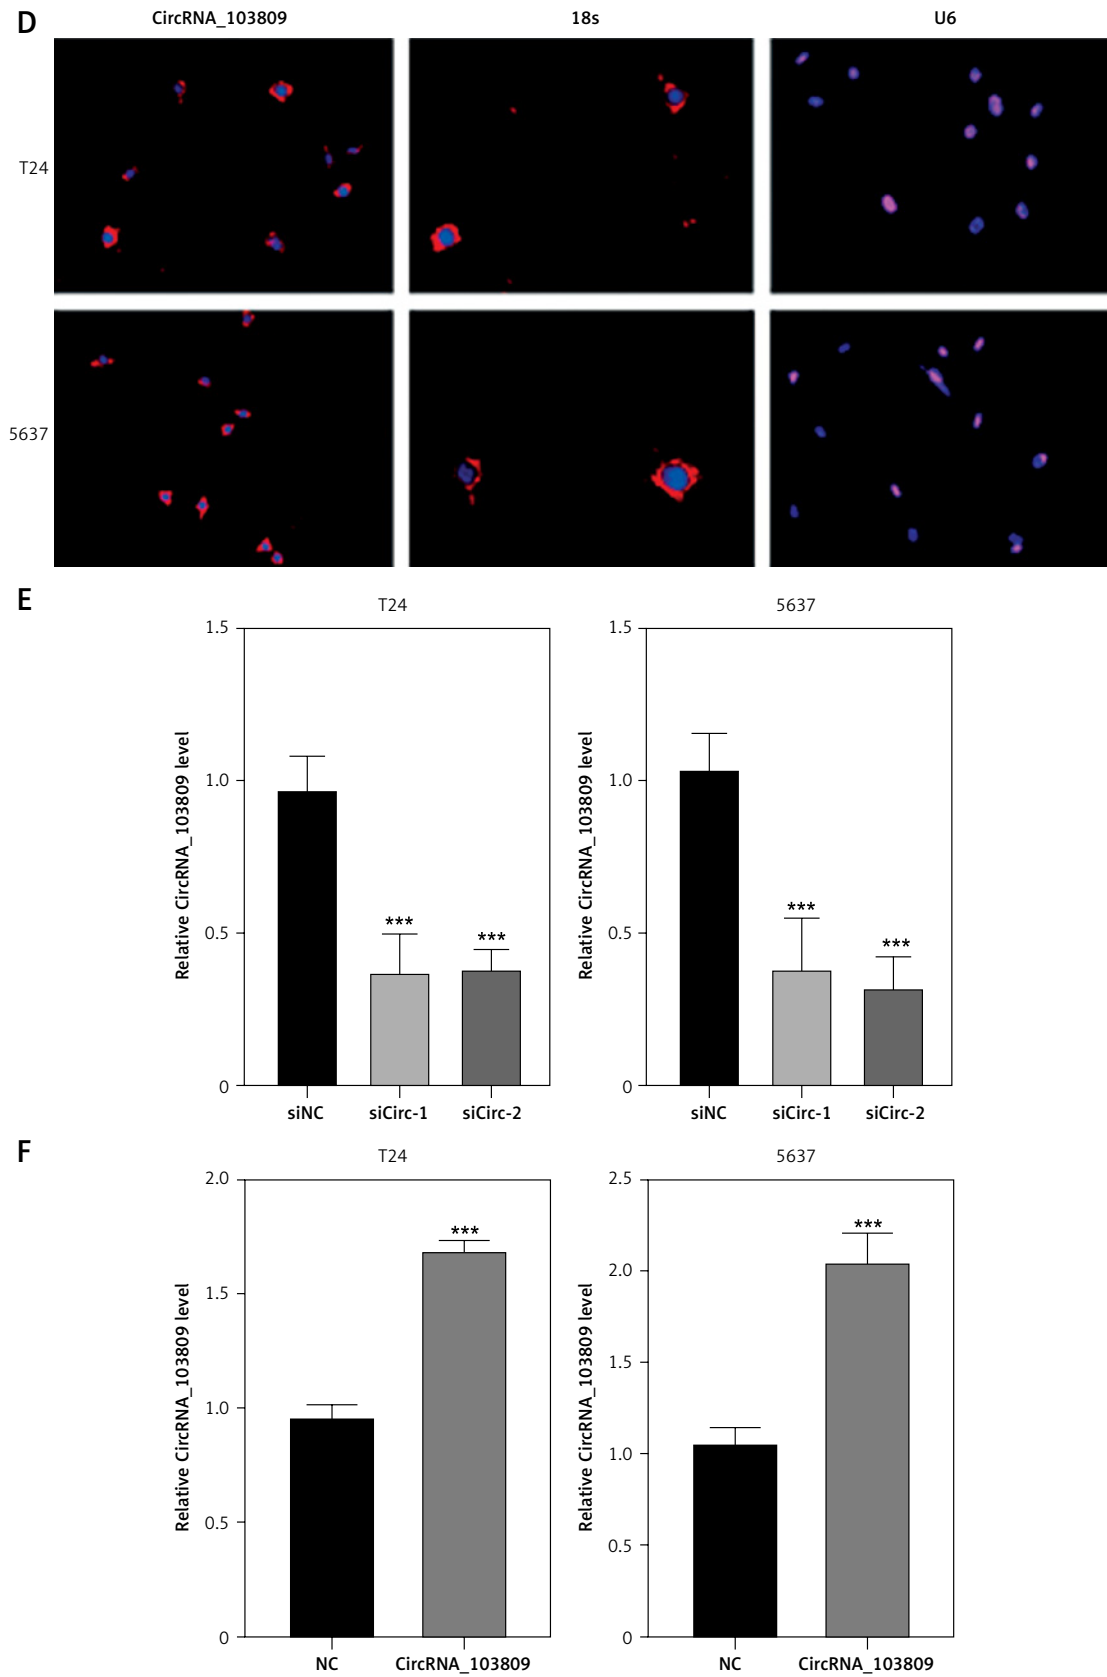 D
CircRNA_103809 18s U6
T24
5637
E
T24 5637
Relative CircRNA_103809 level
1.5
1.0
0.5
0
***
***
siNC siCirc-1 siCirc-2
Relative CircRNA_103809 level
1.5
1.0
0.5
0
***
***
siNC siCirc-1 siCirc-2
F
T24 5637
Relative CircRNA_103809 level
2.0
1.5
1.0
0.5
0
***
NC CircRNA_103809
Relative CircRNA_103809 level
2.5
2.0
1.5
1.0
0.5
0
***
NC CircRNA_103809